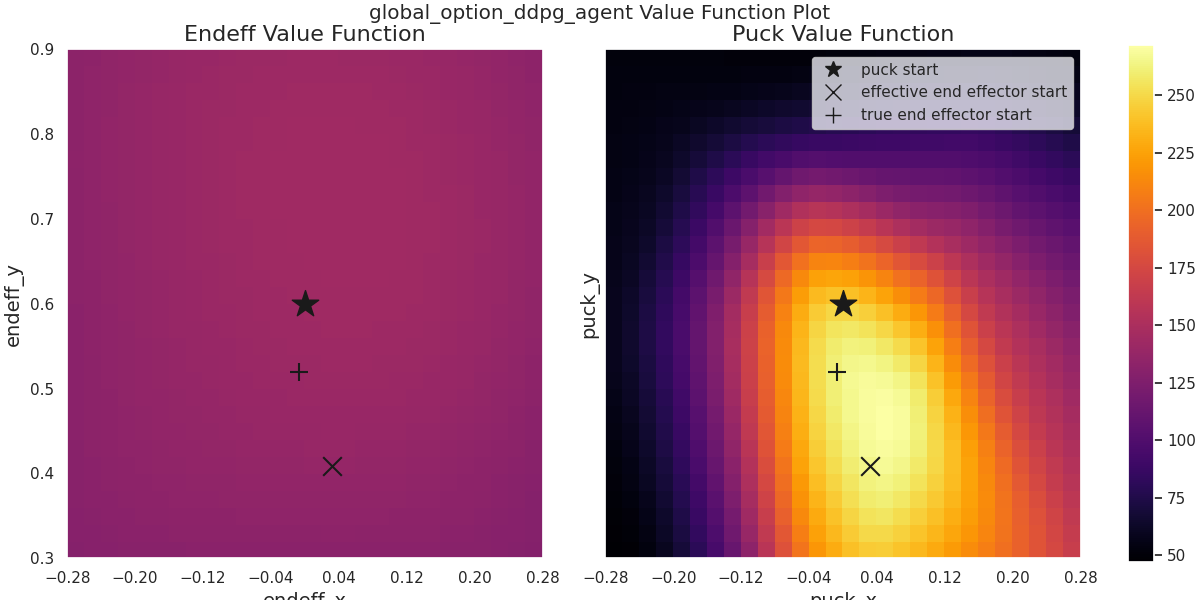 global_option_ddpg_agent Value Function Plot
Endeff Value Function
Puck Value Function
0.9
0.8
0.7
0.6
0.5
0.4
0.3
endeff_y
−0.28 −0.20 −0.12 −0.04 0.04 0.12 0.20 0.28
endeff_x
puck start
effective end effector start
true end effector start
puck_y
−0.28 −0.20 −0.12 −0.04 0.04 0.12 0.20 0.28
puck_x
250
225
200
175
150
125
100
75
50